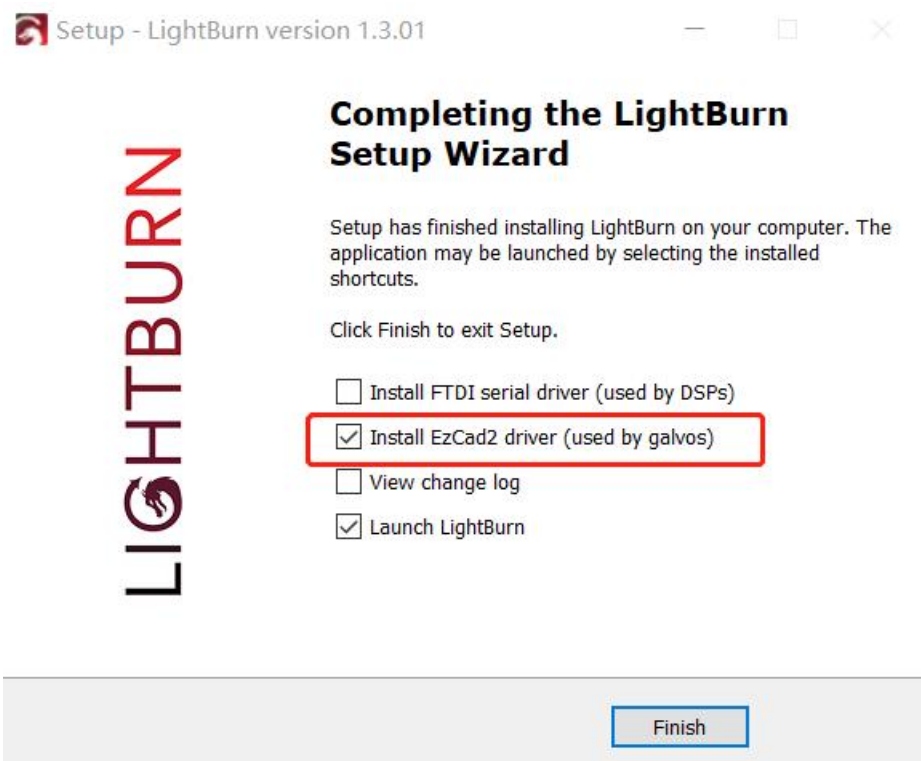 Setup - LightBurn version 1.3.01
Completing the LightBurn
Setup Wizard
LIGHTBURN
Setup has finished installing LightBurn on your computer. The
application may be launched by selecting the installed
shortcuts.
Click Finish to exit Setup.
Install FTDI serial driver (used by DSPs)
Install EzCad2 driver (used by galvos)
View change log
Launch LightBurn
Finish